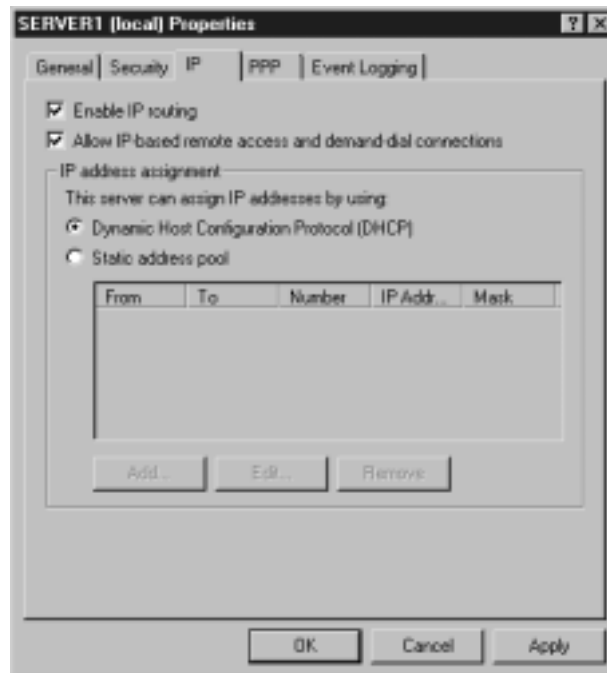 SERVER1 (local) Properties
General Security IP PPP Event Logging
Enable IP routing
Allow IP-based remote access and demand-dial connections
IP address assignment
This server can assign IP addresses by using:
Dynamic Host Configuration Protocol (DHCP)
Static address pool
From To Number IP Addr... Mask
Add... Edit... Remove
OK Cancel Apply